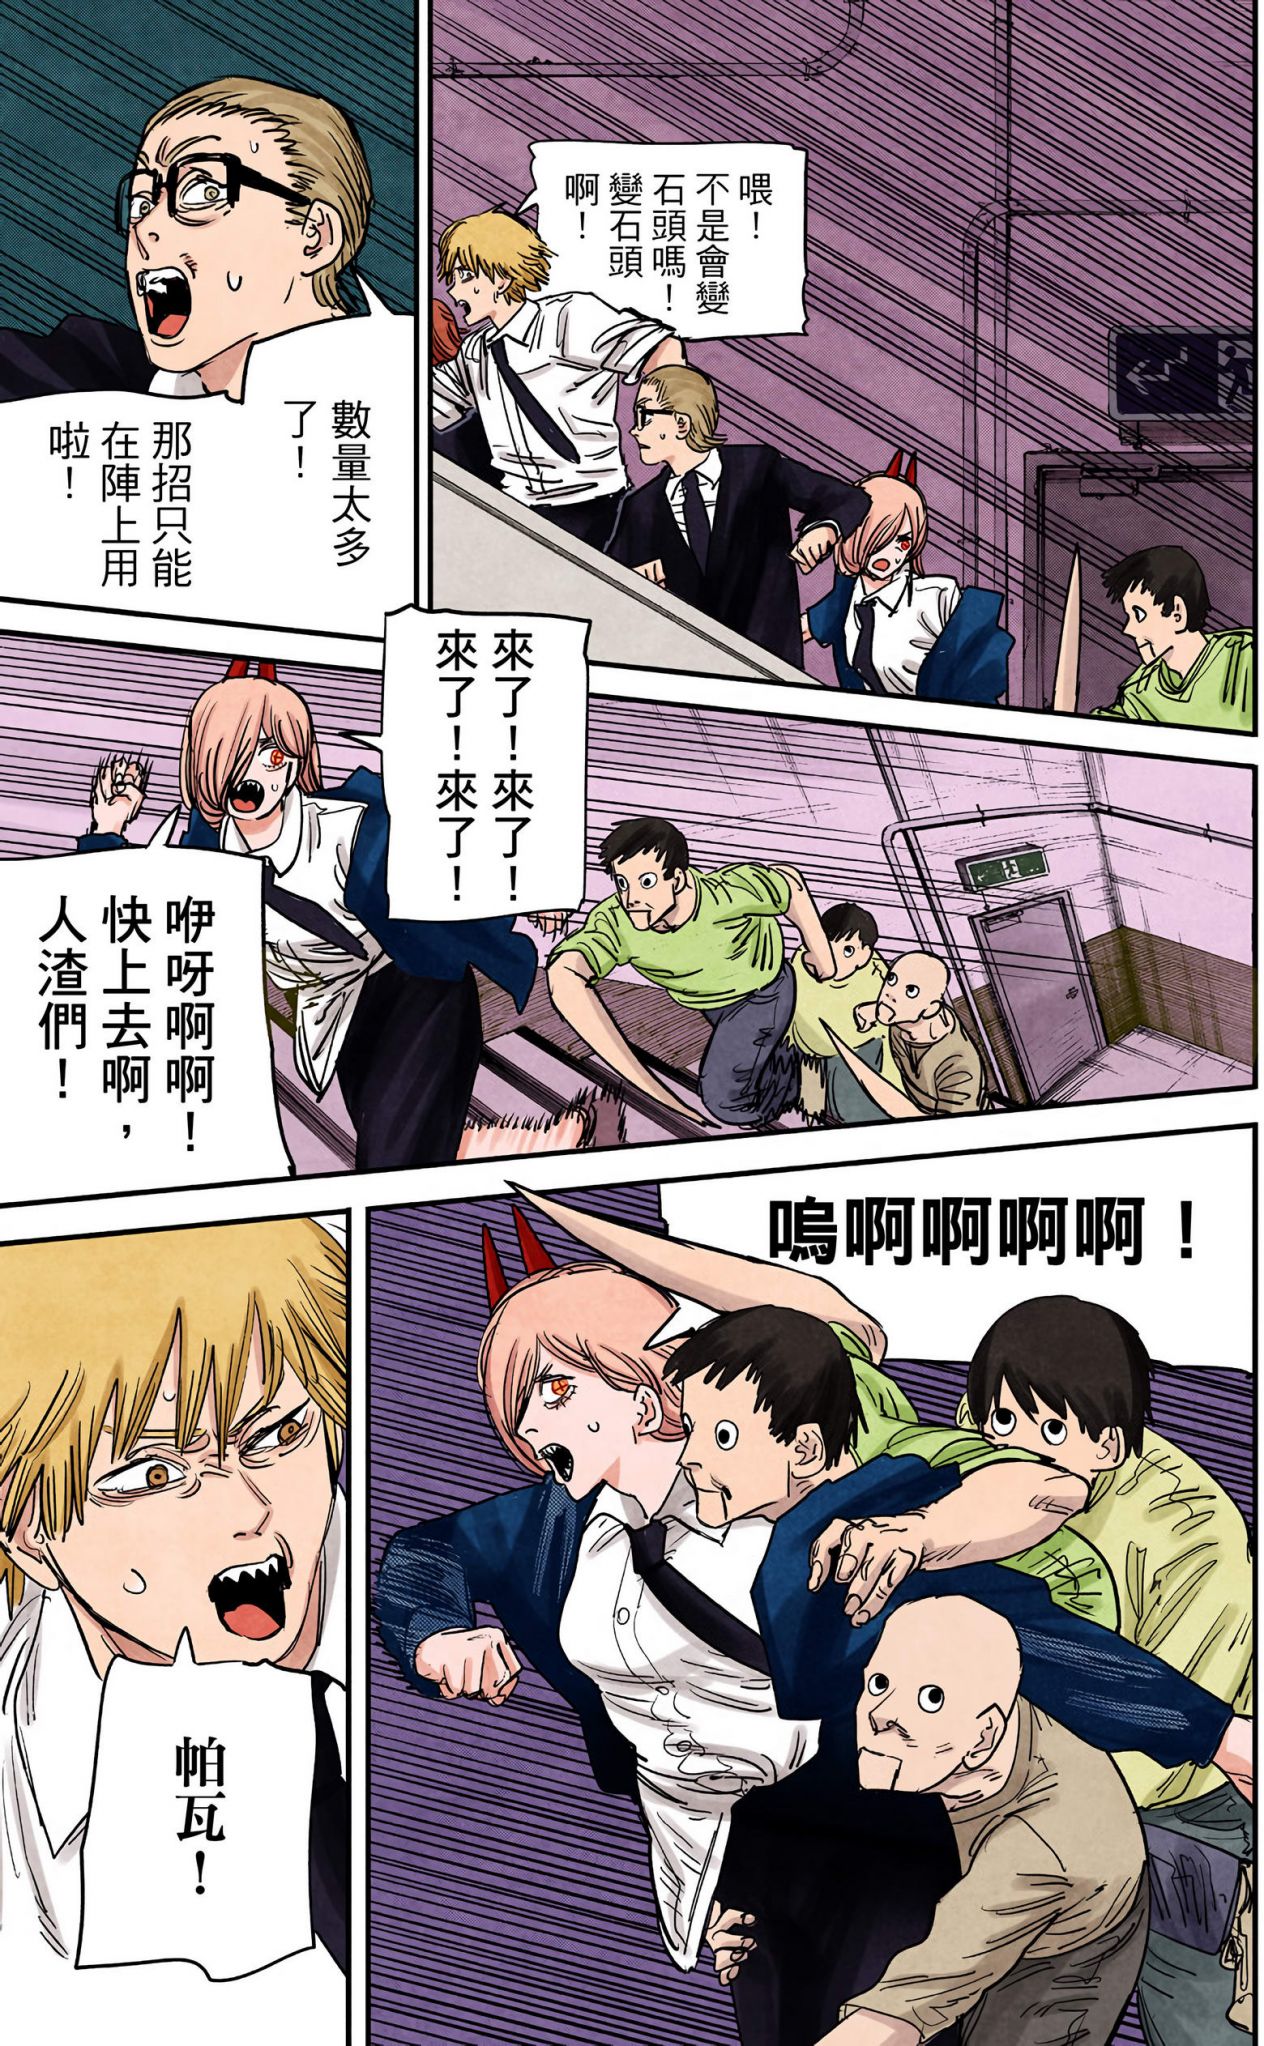 喂！
不是會變
石頭嗎！
變石頭
啊！
數量太多
了！
那招只能
在陣上用
啦！
來了！來了！
來了！來了！
咿呀啊啊！
快上去啊，
人渣們！
嗚啊啊啊啊！
帕瓦！